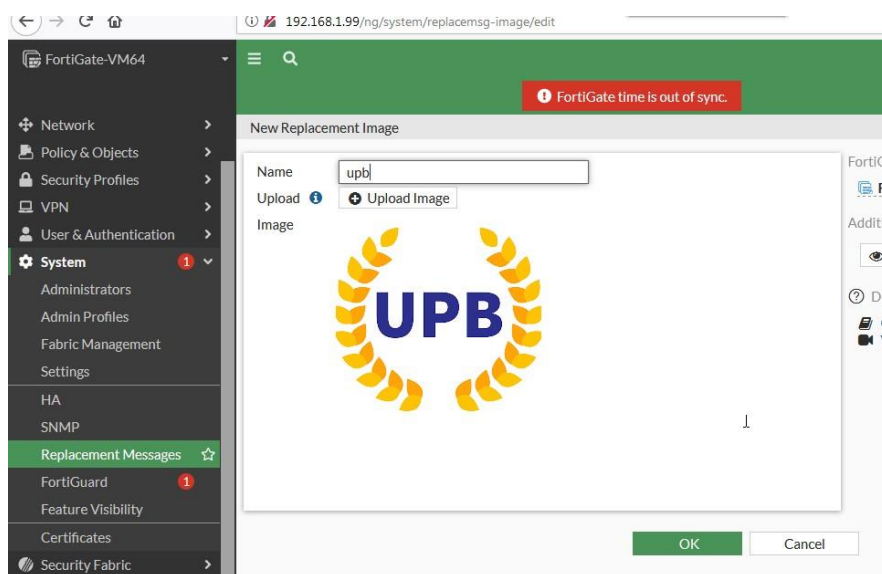 192.168.1.99/ng/system/replacemsg-image/edit
FortiGate-VM64
FortiGate time is out of sync.
Network
Policy & Objects
Security Profiles
VPN
User & Authentication
System 1
Administrators
Admin Profiles
Fabric Management
Settings
HA
SNMP
Replacement Messages
FortiGuard 1
Feature Visibility
Certificates
Security Fabric
New Replacement Image
Name upb
Upload Upload Image
Image
UPB
OK Cancel